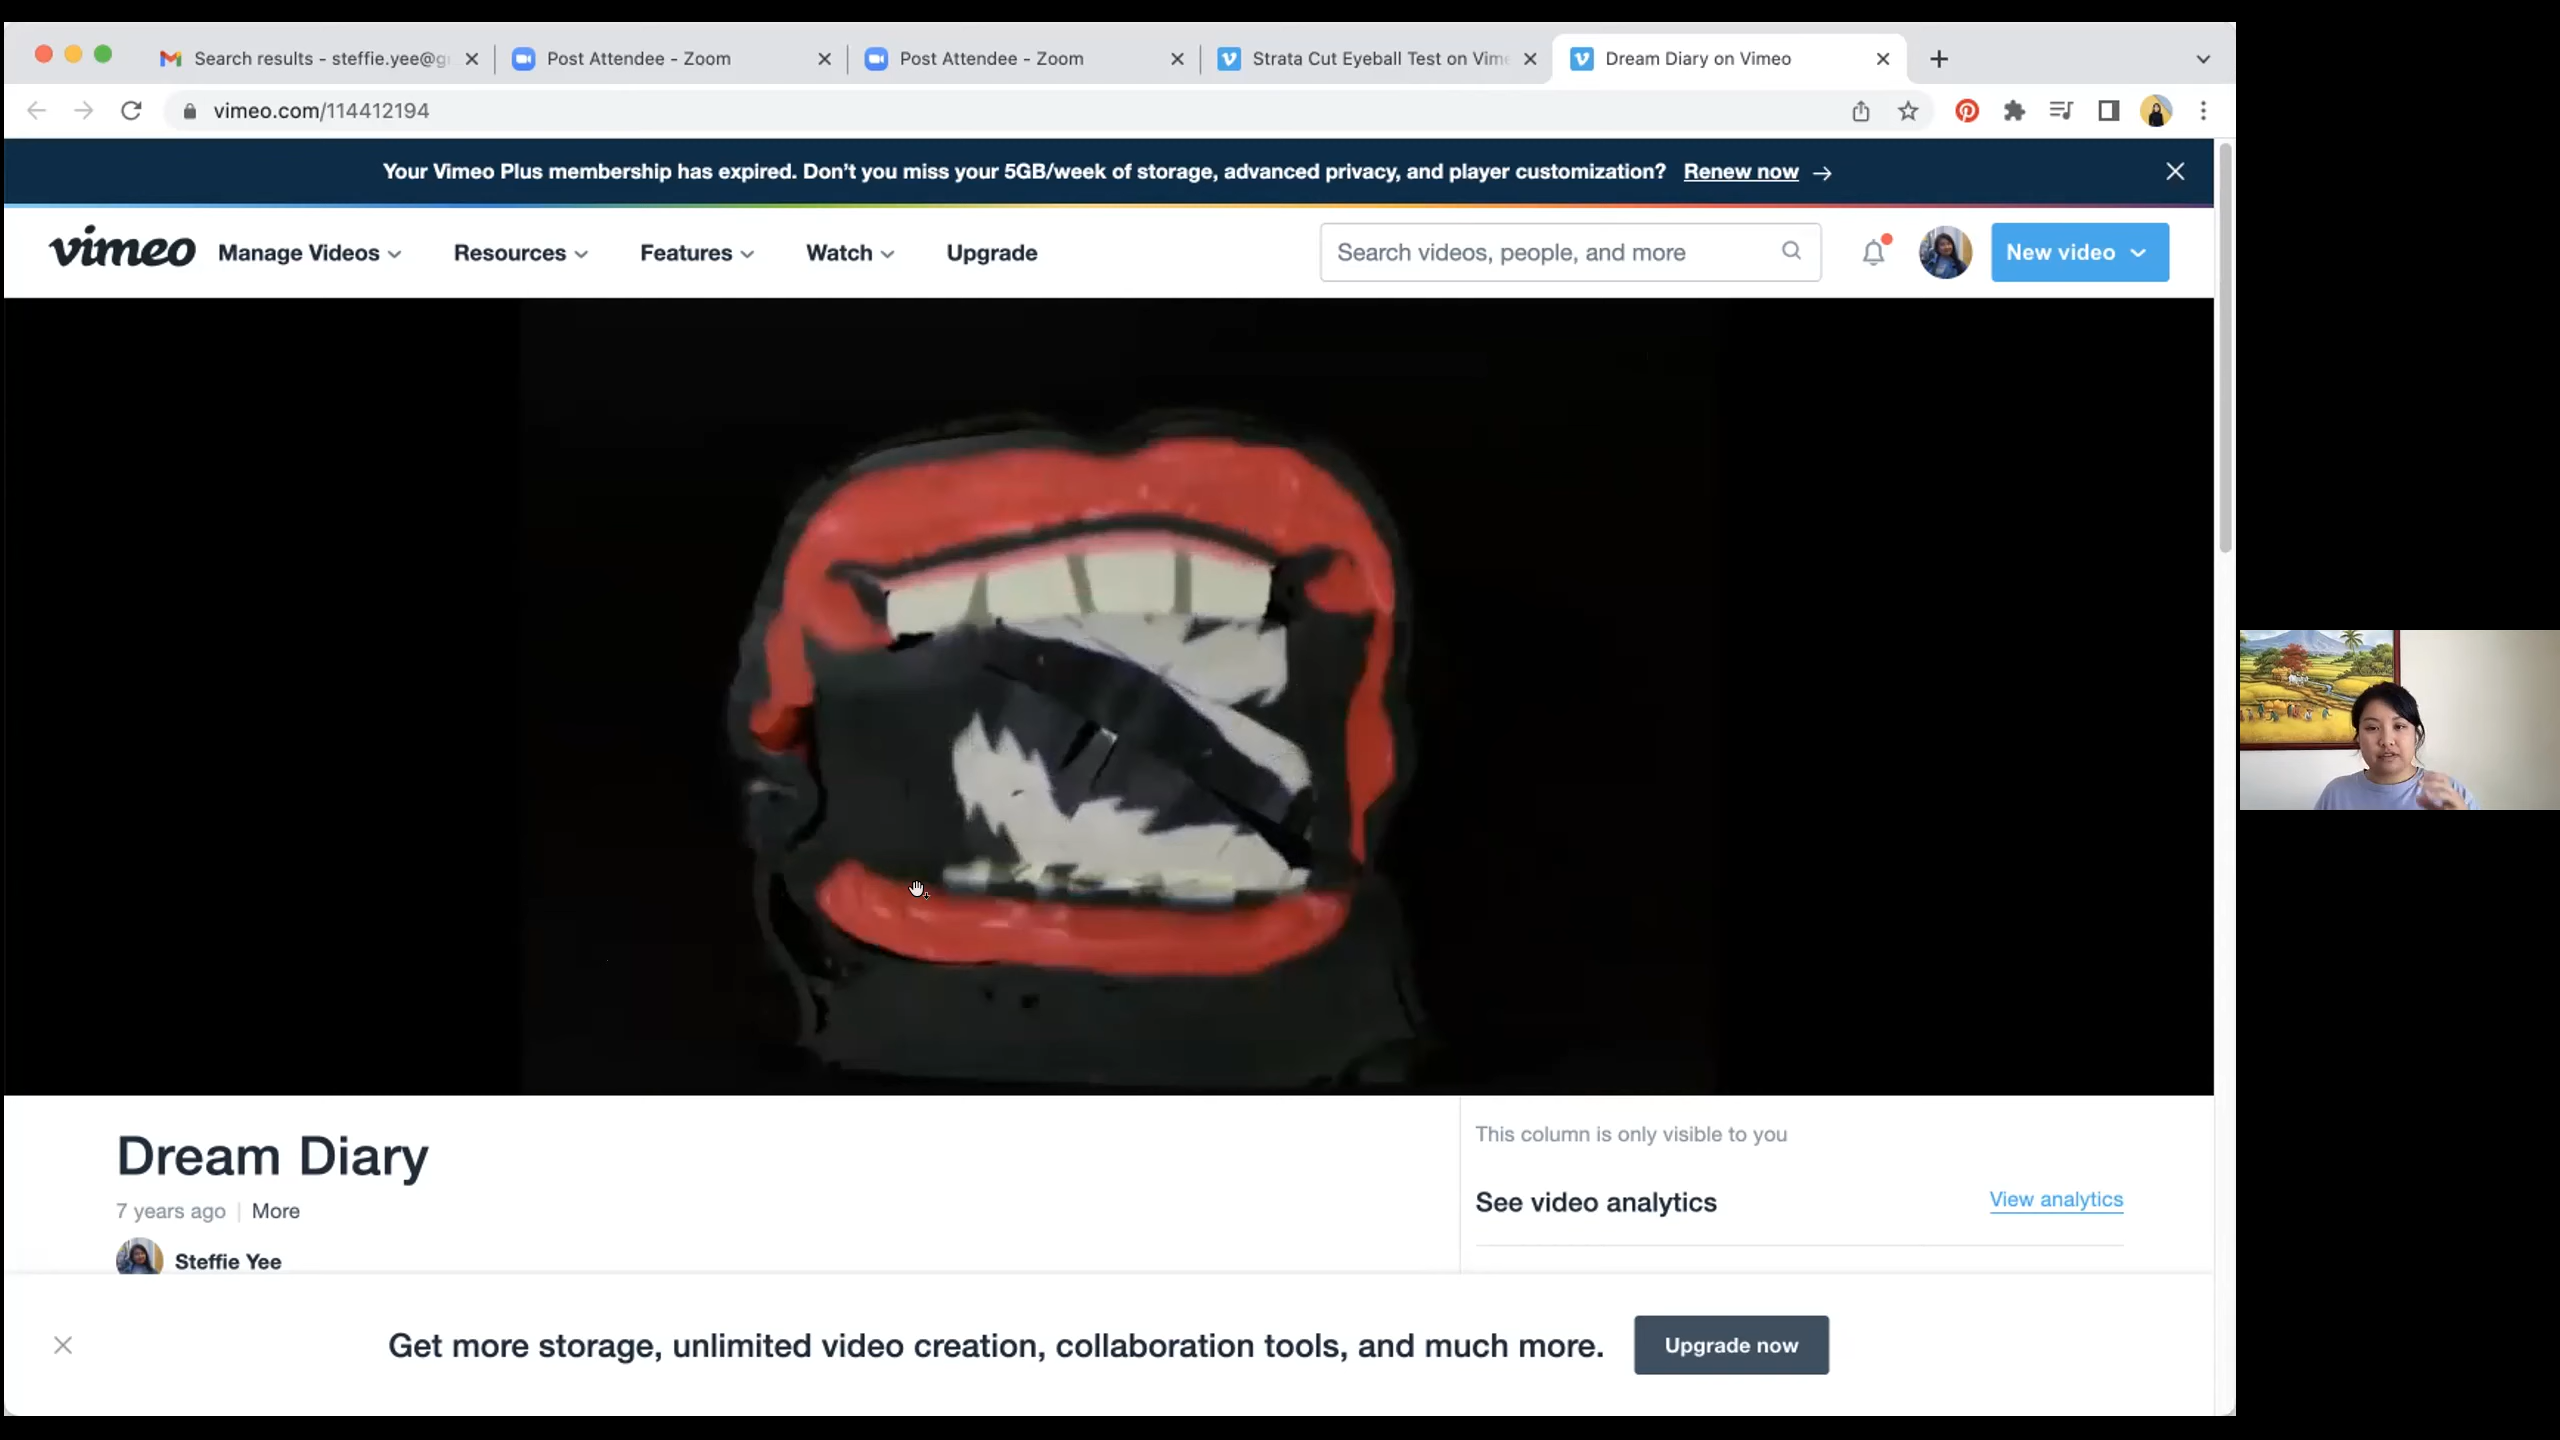 Search results - steffie.yee@g
Post Attendee - Zoom
Post Attendee - Zoom
Strata Cut Eyeball Test on Vime
Dream Diary on Vimeo
vimeo.com/114412194
Your Vimeo Plus membership has expired. Don't you miss your 5GB/week of storage, advanced privacy, and player customization? Renew now →
vimeo
Manage Videos
Resources
Features
Watch
Upgrade
Search videos, people, and more
New video
Dream Diary
7 years ago | More
Steffie Yee
This column is only visible to you
See video analytics
View analytics
Get more storage, unlimited video creation, collaboration tools, and much more.
Upgrade now